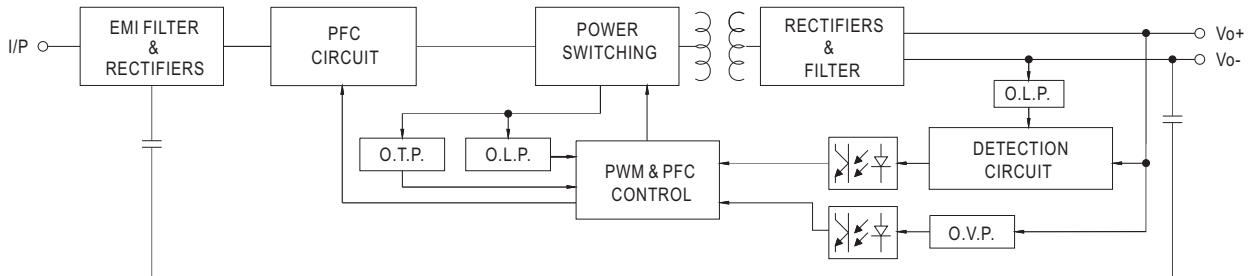 I/P
EMI FILTER
&
RECTIFIERS
PFC
CIRCUIT
POWER
SWITCHING
RECTIFIERS
&
FILTER
Vo+
Vo-
O.L.P.
O.T.P.
O.L.P.
PWM & PFC
CONTROL
DETECTION
CIRCUIT
O.V.P.